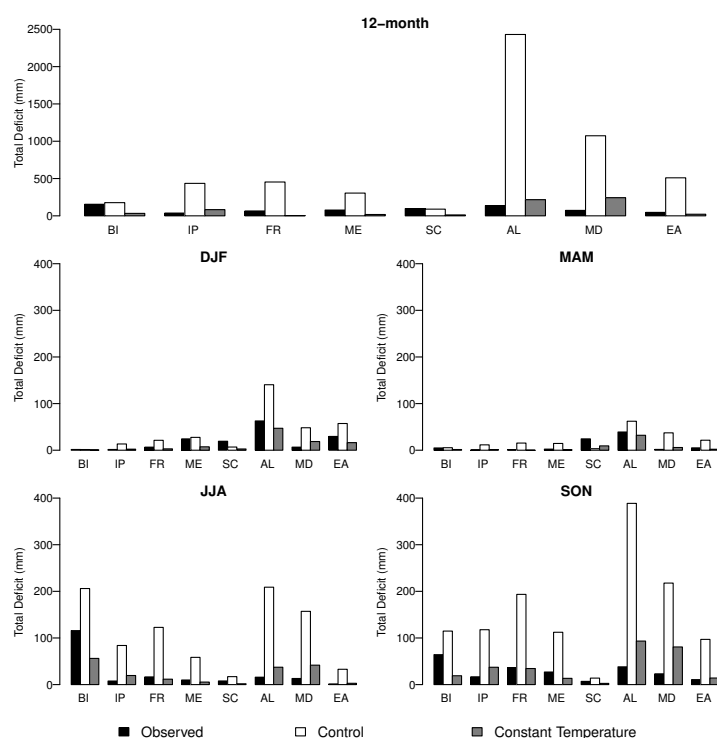 12−month
Total Deficit (mm)
2500
2000
1500
1000
500
0
BI IP FR ME SC AL MD EA
DJF
Total Deficit (mm)
400
300
200
100
0
BI IP FR ME SC AL MD EA
MAM
Total Deficit (mm)
400
300
200
100
0
BI IP FR ME SC AL MD EA
JJA
Total Deficit (mm)
400
300
200
100
0
BI IP FR ME SC AL MD EA
SON
Total Deficit (mm)
400
300
200
100
0
BI IP FR ME SC AL MD EA
Observed Control Constant Temperature